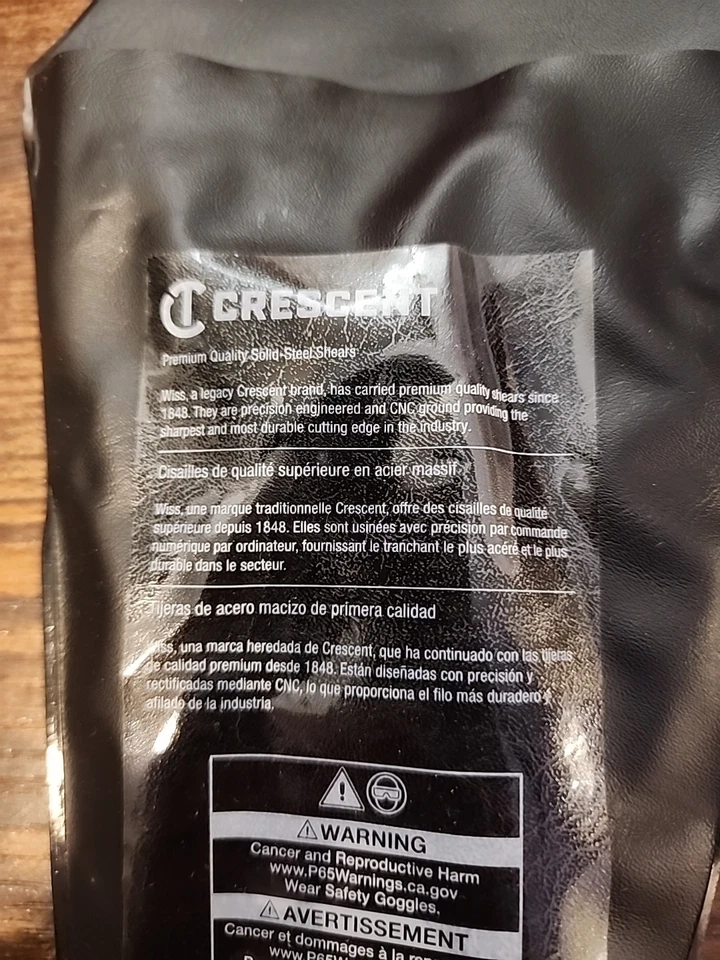 CRESCENT
Premium Quality Solid-Steel Shears
Wiss, a legacy Crescent brand, has carried premium quality shears since
1848. They are precision engineered and CNC ground providing the
sharpest and most durable cutting edge in the industry.
Cisailles de qualité supérieure en acier massif
Wiss, une marque traditionnelle Crescent, offre des cisailles de qualité
supérieure depuis 1848. Elles sont usinées avec précision par commande
numérique par ordinateur, fournissant le tranchant le plus acéré et le plus
durable dans le secteur.
Tijeras de acero macizo de primera calidad
Wiss, una marca heredada de Crescent, que ha continuado con las tijeras
de calidad premium desde 1848. Están diseñadas con precisión y
rectificadas mediante CNC, lo que proporciona el filo más duradero y
afilado de la industria.
WARNING
Cancer and Reproductive Harm
www.P65Warnings.ca.gov
Wear Safety Goggles.
AVERTISSEMENT
Cancer et dommages à la